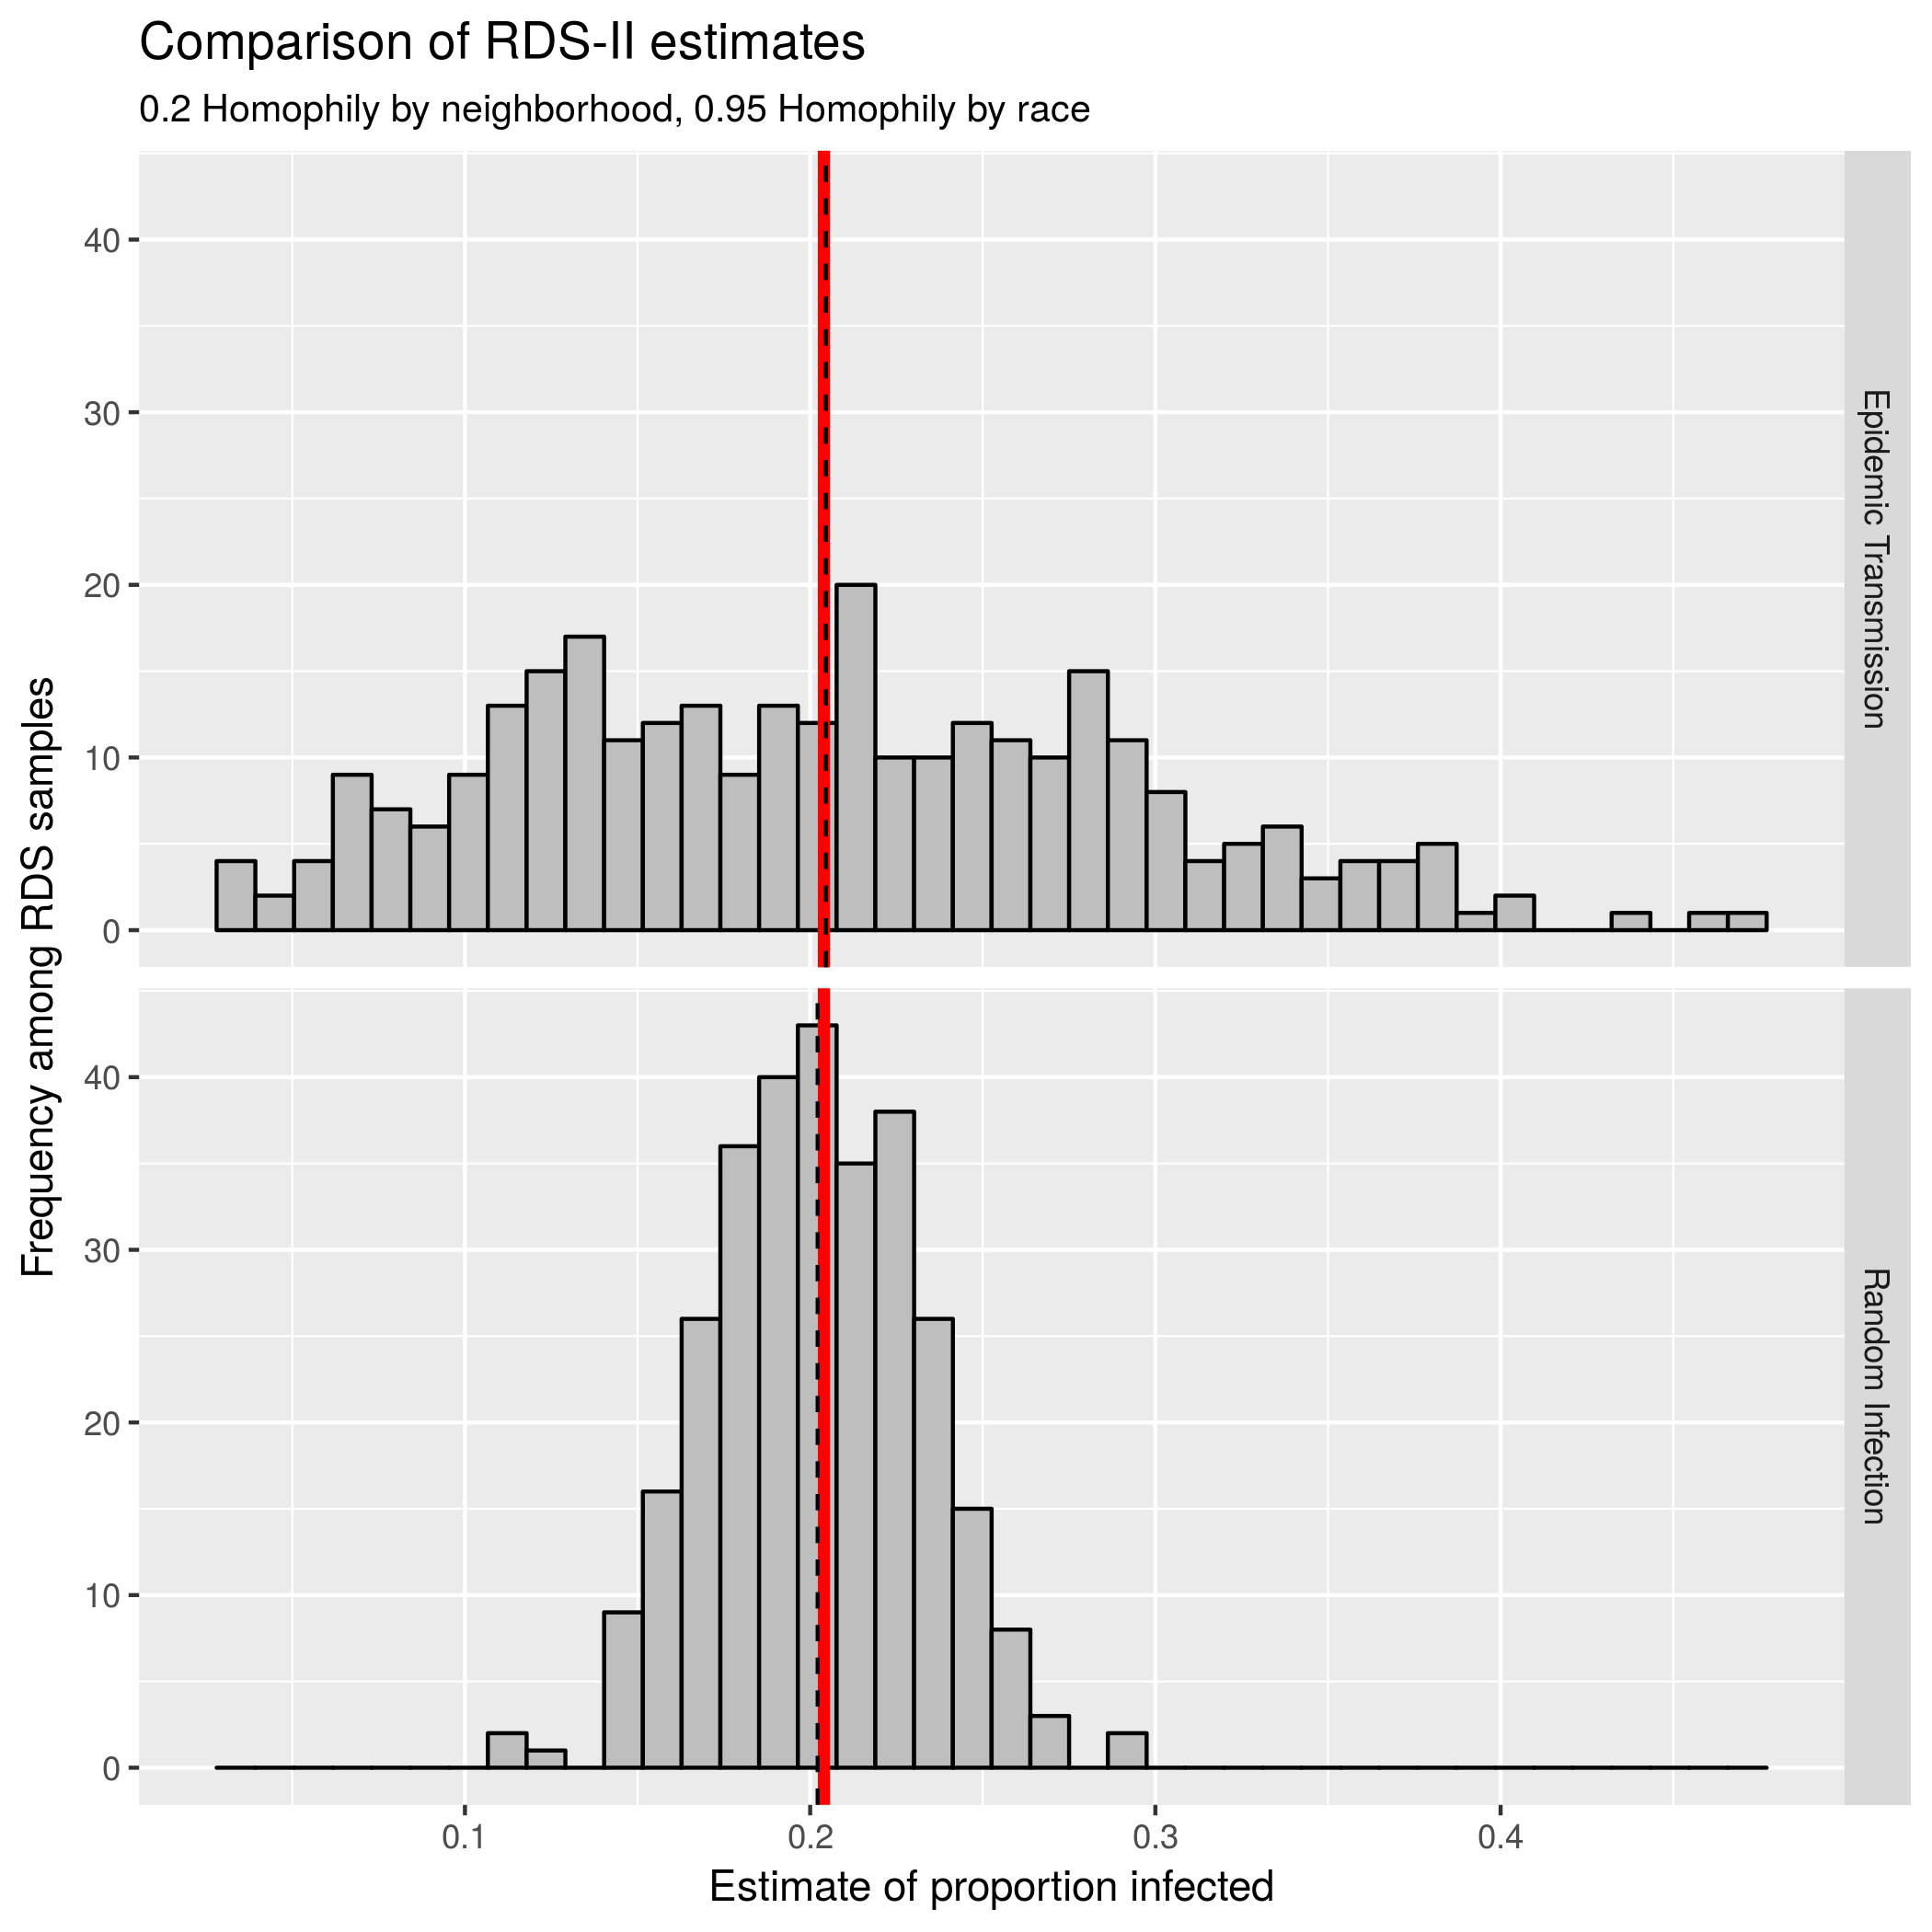 Comparison of RDS-II estimates
0.2 Homophily by neighborhood, 0.95 Homophily by race
Frequency among RDS samples
40
30
20
10
0
Epidemic Transmission
40
30
20
10
0
Random Infection
0.1 0.2 0.3 0.4
Estimate of proportion infected